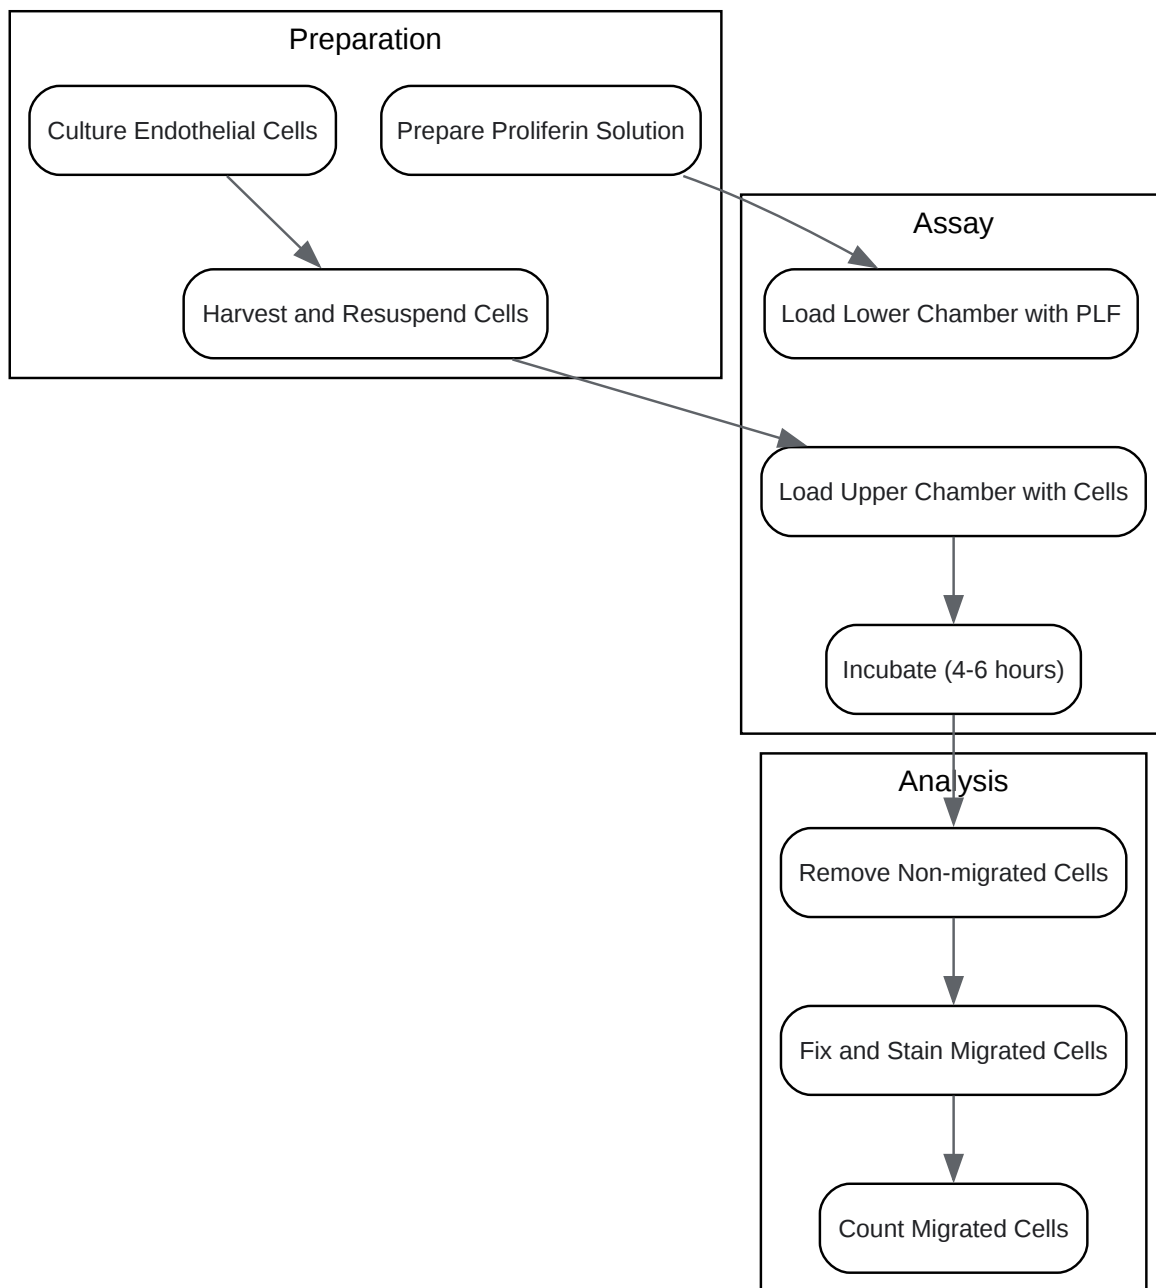 Preparation
Culture Endothelial Cells
Prepare Proliferin Solution
Harvest and Resuspend Cells
Assay
Load Lower Chamber with PLF
Load Upper Chamber with Cells
Incubate (4-6 hours)
Analysis
Remove Non-migrated Cells
Fix and Stain Migrated Cells
Count Migrated Cells